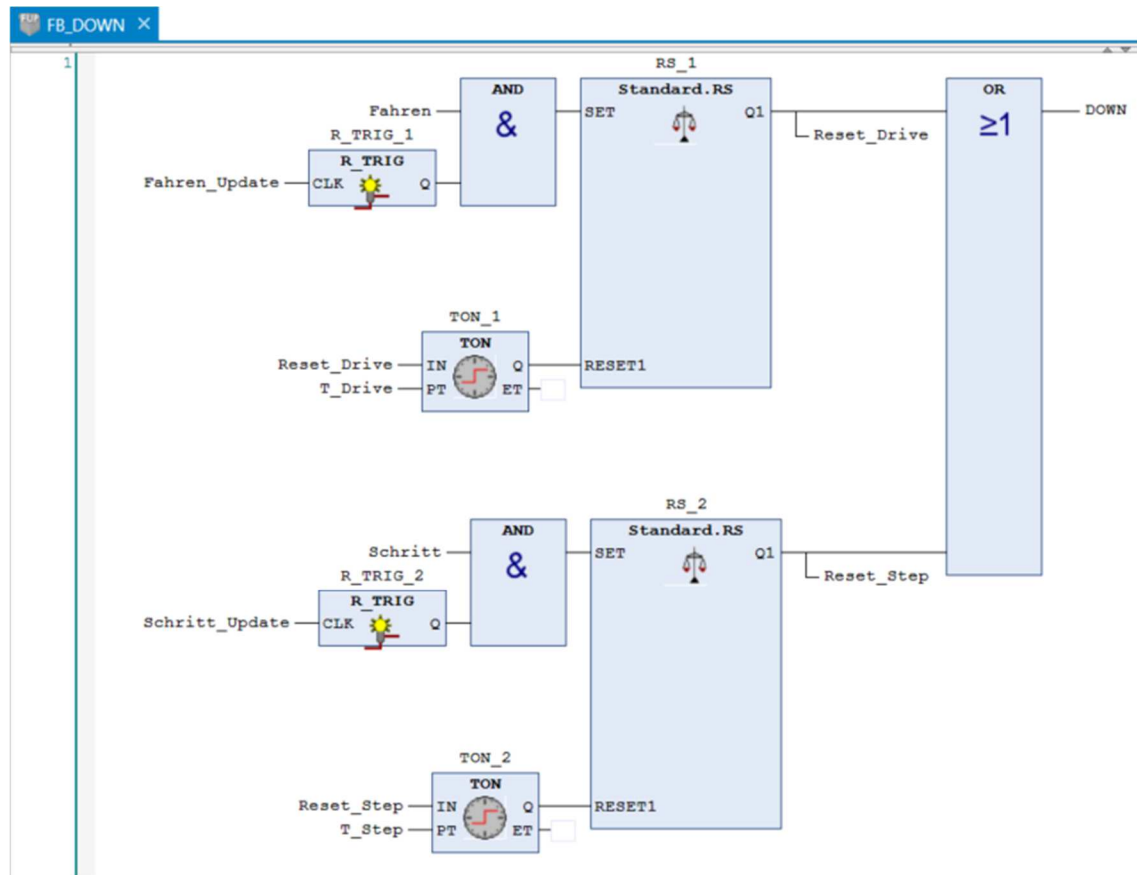 FB_DOWN
1
RS_1
AND
&
Standard.RS
SET
Q1
OR
≥1
DOWN
Fahren
Reset_Drive
R_TRIG_1
R_TRIG
Fahren_Update
CLK
Q
TON_1
TON
Reset_Drive
IN
Q
RESET1
T_Drive
PT
ET
RS_2
AND
&
Standard.RS
Schritt
SET
Q1
Reset_Step
R_TRIG_2
R_TRIG
Schritt_Update
CLK
Q
TON_2
TON
Reset_Step
IN
Q
RESET1
T_Step
PT
ET